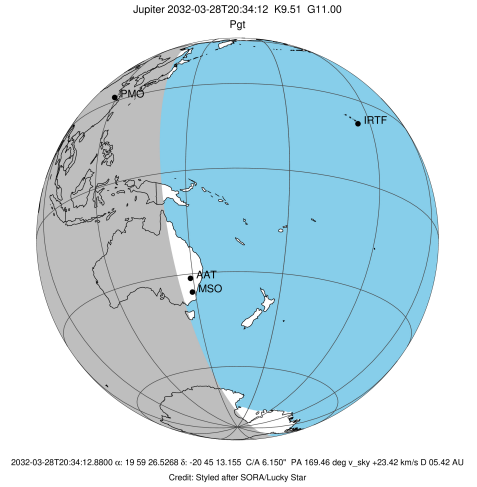 Jupiter 2032-03-28T20:34:12  K9.51  G11.00
Pgt
PMO
IRTF
AAT
MSO
2032-03-28T20:34:12.8800 α: 19 59 26.5268 δ: -20 45 13.155  C/A 6.150"  PA 169.46 deg v_sky +23.42 km/s D 05.42 AU
Credit: Styled after SORA/Lucky Star